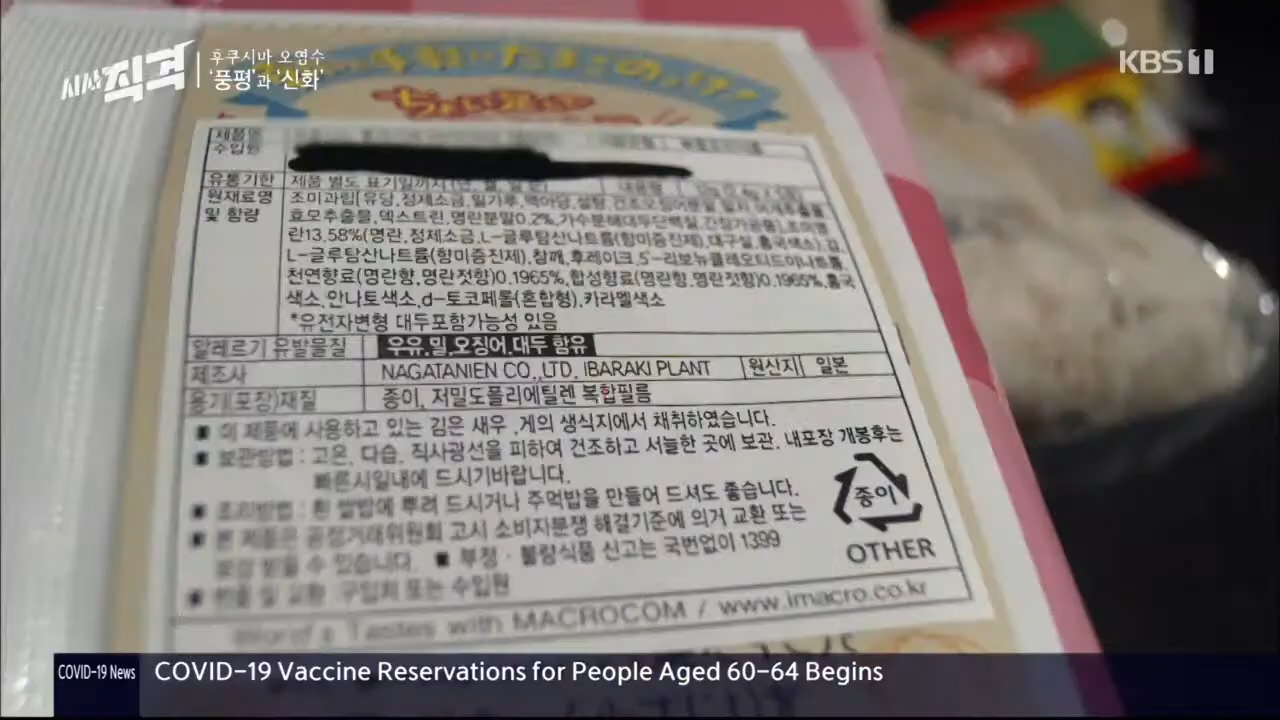 시사 직격
후쿠시마 오염수
'풍평'과 '신화'
KBS 1
제품명
수입원
유통기한 제품 별도 표기일까지
원재료명 조미과립[유당,정제소금,밀가루,맥아당,설탕
및 함량 효모추출물,덱스트린,명란분말0.2%,가수분해대두단백질,간장가공품),조미명
란13.58%(명란,정제소금,L-글루탐산나트륨(향미증진제),대구살,홍국색소),김,
L-글루탐산나트륨(향미증진제),참깨,후레이크,5'-리보뉴클레오티드이나트륨,
천연향료(명란향,명란젓향)0.1965%,합성향료(명란향,명란젓향)0.1965%,홍국
색소,안나토색소,d-토코페롤(혼합형),카라멜색소
*유전자변형 대두포함가능성 있음
알레르기 유발물질 우유,밀,오징어,대두 함유
제조사 NAGATANIEN CO.,LTD. IBARAKI PLANT 원산지 일본
용기(포장)재질 종이, 저밀도폴리에틸렌 복합필름
■ 이 제품에 사용하고 있는 김은 새우 ,게의 생식지에서 채취하였습니다.
■ 보관방법 : 고온, 다습, 직사광선을 피하여 건조하고 서늘한 곳에 보관. 내포장 개봉후는
빠른시일내에 드시기바랍니다.
■ 조리방법 : 흰 쌀밥에 뿌려 드시거나 주먹밥을 만들어 드셔도 좋습니다.
■ 본 제품은 공정거래위원회 고시 소비자분쟁 해결기준에 의거 교환 또는
보상 받을 수 있습니다. ■ 부정 · 불량식품 신고는 국번없이 1399
■ 반품 및 교환 : 구입처 또는 수입원
종이
OTHER
World's Tastes with MACROCOM / www.imacro.co.kr
COVID-19 News
COVID-19 Vaccine Reservations for People Aged 60-64 Begins